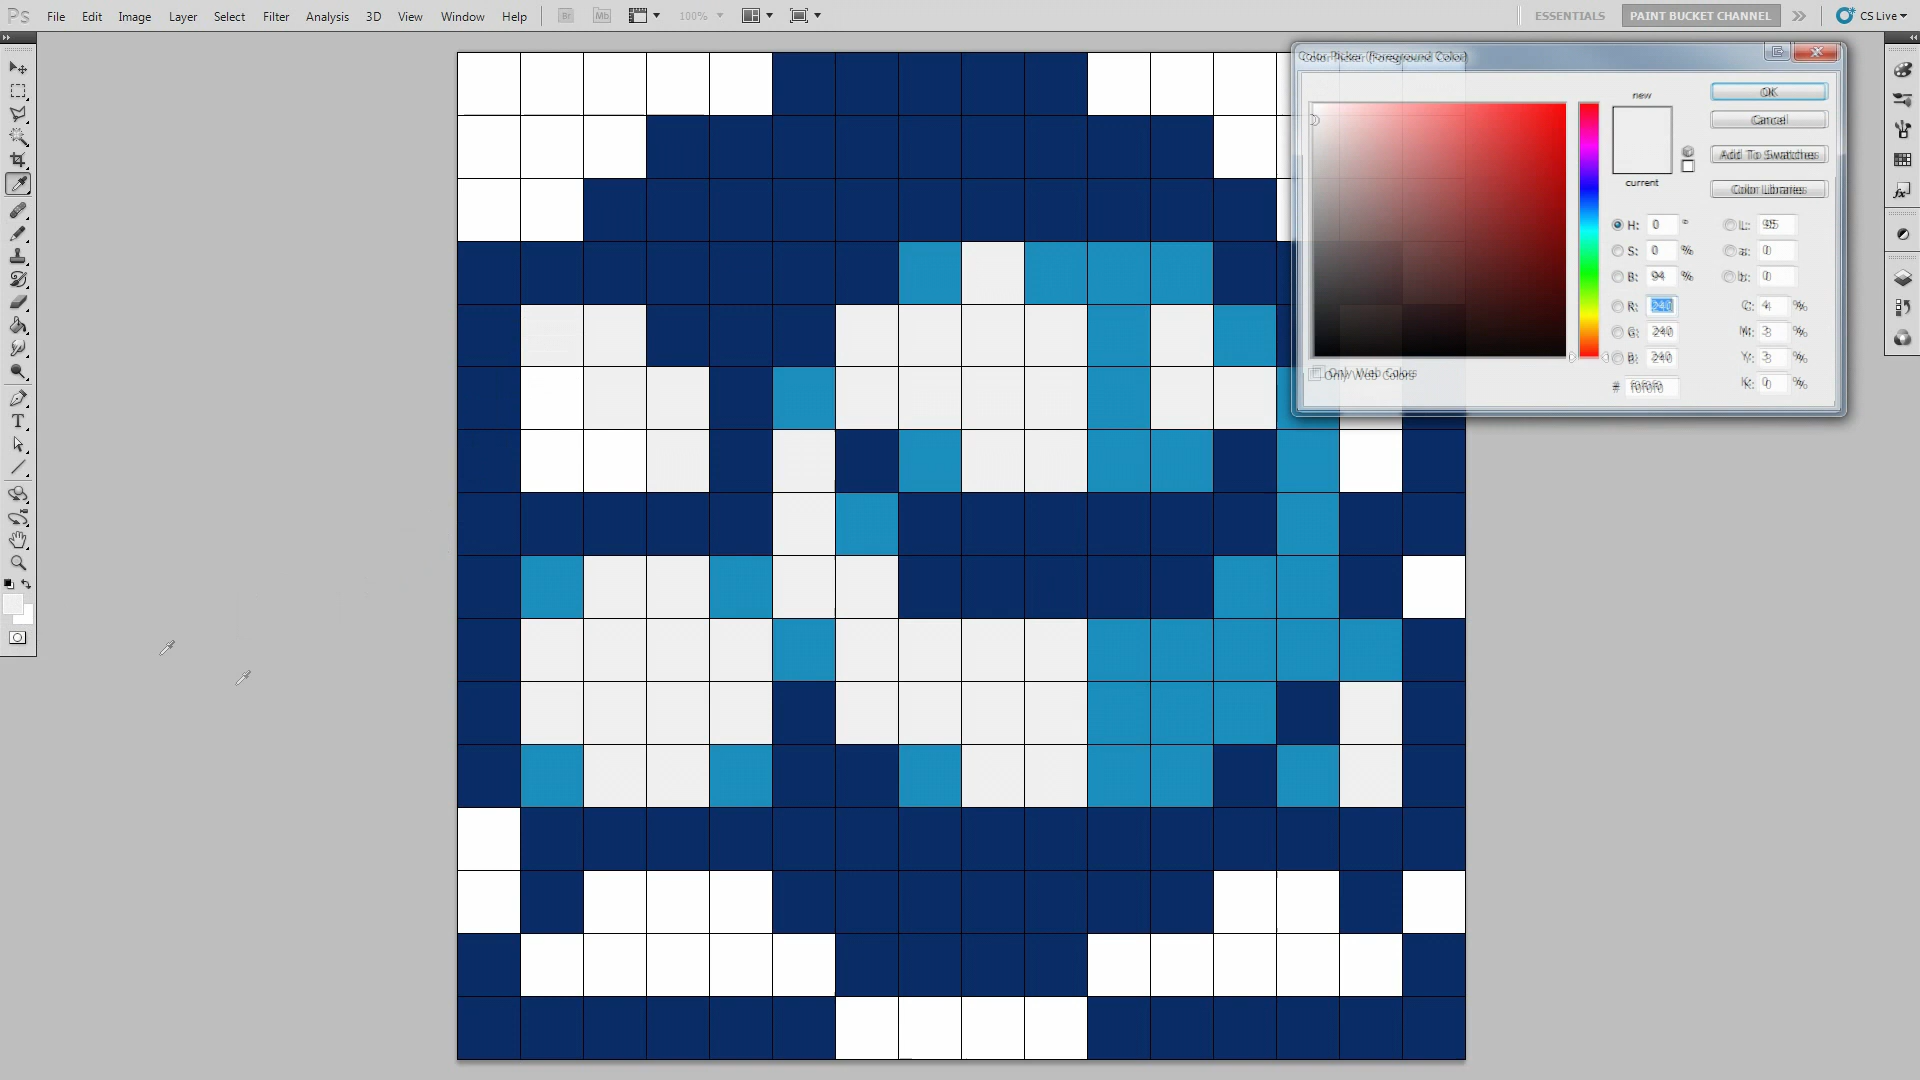 Ps File Edit Image Layer Select Filter Analysis 3D View Window Help Br Mb 100% ESSENTIALS PAINT BUCKET CHANNEL CS Live
Color Picker (Foreground Color)
new
OK
Cancel
Add To Swatches
current
Color Libraries
H: 0 ° L: 95
S: 0 % a: 0
B: 94 % b: 0
R: 240 C: 4 %
G: 240 M: 3 %
B: 240 Y: 3 %
Only Web Colors
# f0f0f0 K: 0 %
T